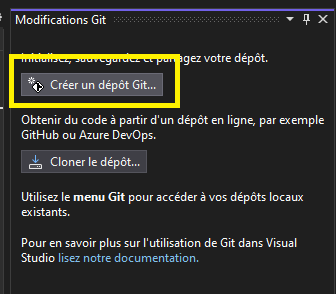 Modifications Git
Initialisez, sauvegardez et partagez votre dépôt.
Créer un dépôt Git...
Obtenir du code à partir d'un dépôt en ligne, par exemple
GitHub ou Azure DevOps.
Cloner le dépôt...
Utilisez le menu Git pour accéder à vos dépôts locaux
existants.
Pour en savoir plus sur l'utilisation de Git dans Visual
Studio lisez notre documentation.